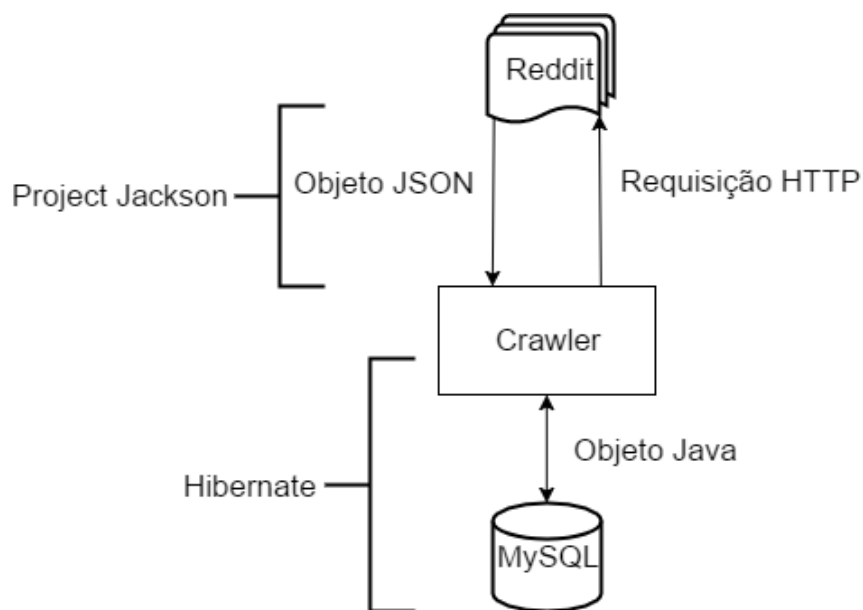 Reddit
Project Jackson
Objeto JSON
Requisição HTTP
Crawler
Objeto Java
Hibernate
MySQL